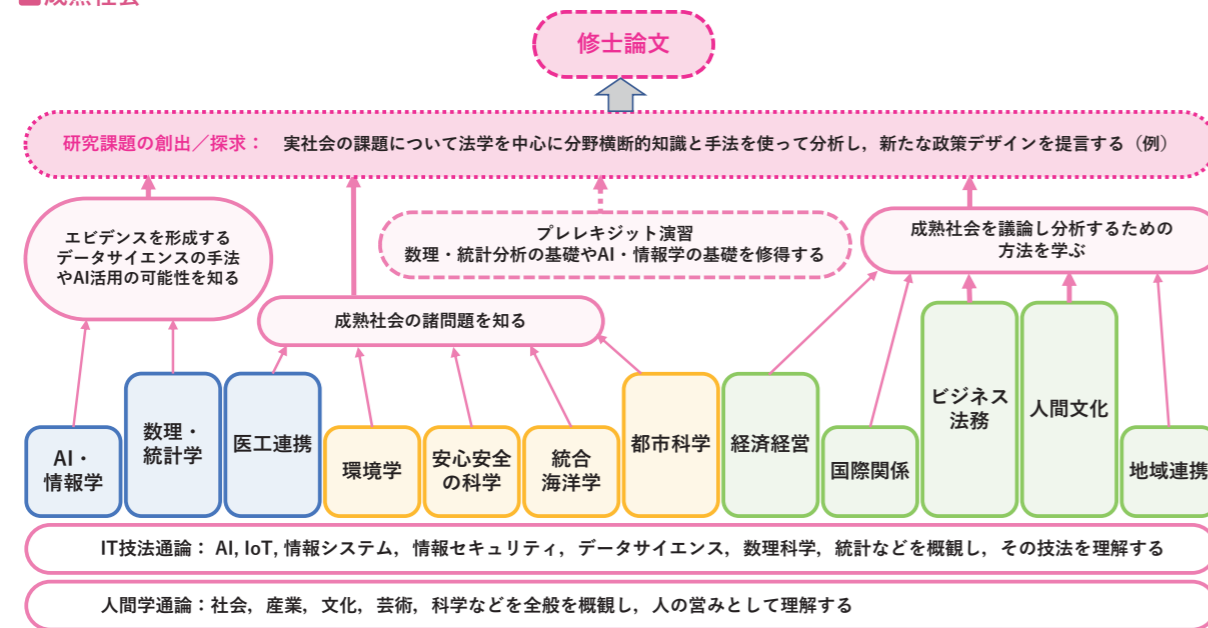 ■成熟社会
修士論文
研究課題の創出／探求： 実社会の課題について法学を中心に分野横断的知識と手法を使って分析し，新たな政策デザインを提言する（例）
エビデンスを形成する
データサイエンスの手法
やAI活用の可能性を知る
プレレキジット演習
数理・統計分析の基礎やAI・情報学の基礎を修得する
成熟社会を議論し分析するための
方法を学ぶ
成熟社会の諸問題を知る
AI・
情報学
数理・
統計学
医工連携
環境学
安心安全
の科学
統合
海洋学
都市科学
経済経営
国際関係
ビジネス
法務
人間文化
地域連携
IT技法通論： AI, IoT, 情報システム，情報セキュリティ，データサイエンス，数理科学，統計などを概観し，その技法を理解する
人間学通論：社会，産業，文化，芸術，科学などを全般を概観し，人の営みとして理解する